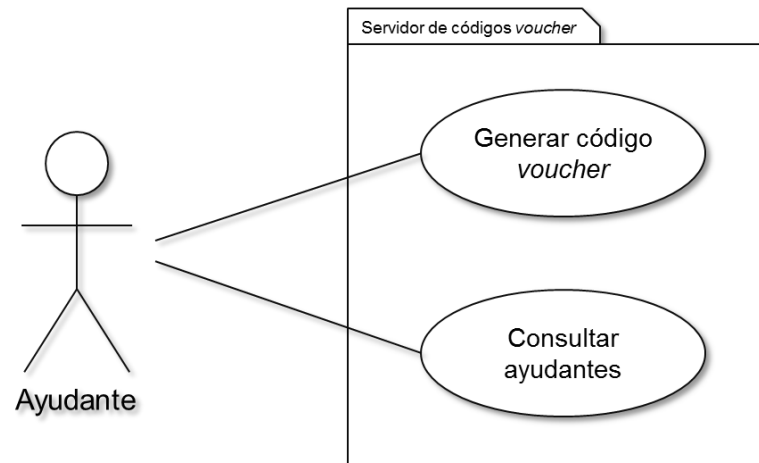 Servidor de códigos voucher
Generar código
voucher
Consultar
ayudantes
Ayudante